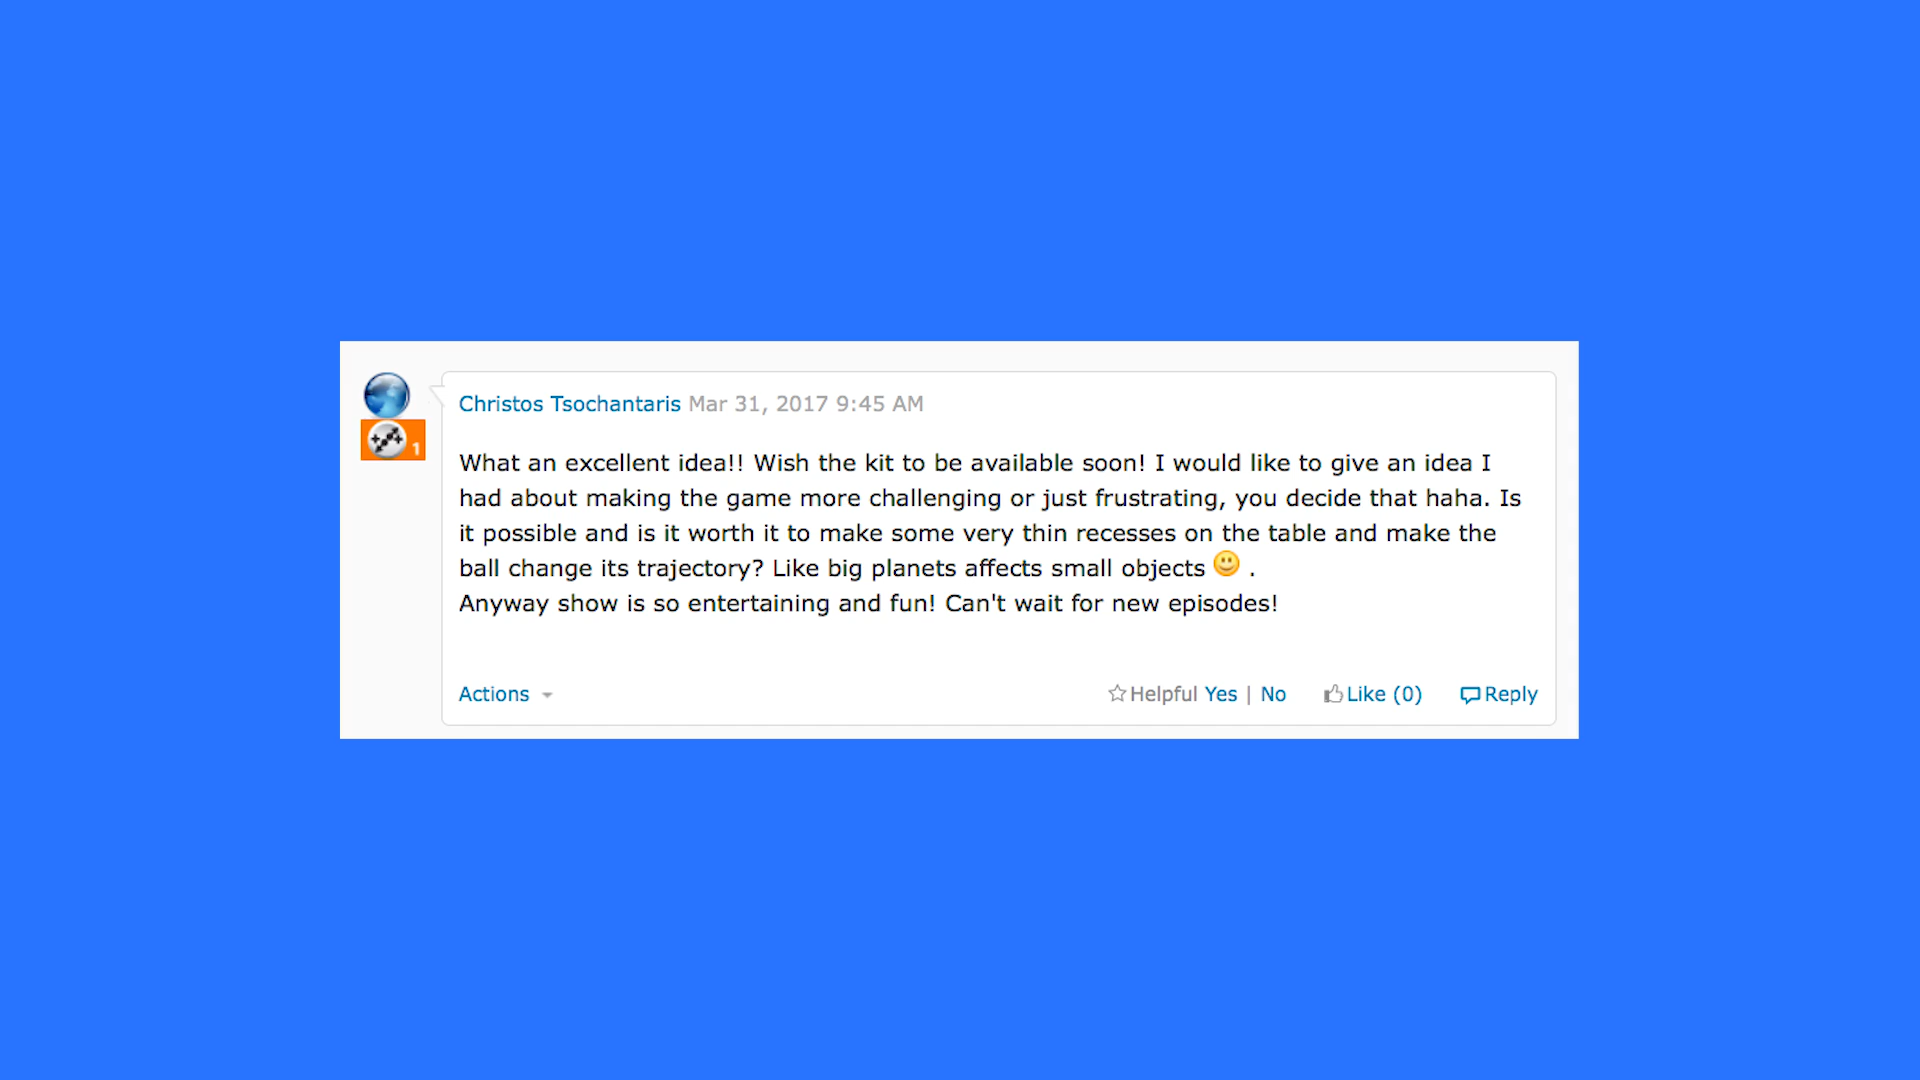 Christos Tsochantaris Mar 31, 2017 9:45 AM
1
What an excellent idea!! Wish the kit to be available soon! I would like to give an idea I
had about making the game more challenging or just frustrating, you decide that haha. Is
it possible and is it worth it to make some very thin recesses on the table and make the
ball change its trajectory? Like big planets affects small objects 🙂 .
Anyway show is so entertaining and fun! Can't wait for new episodes!
Actions Helpful Yes | No Like (0) Reply